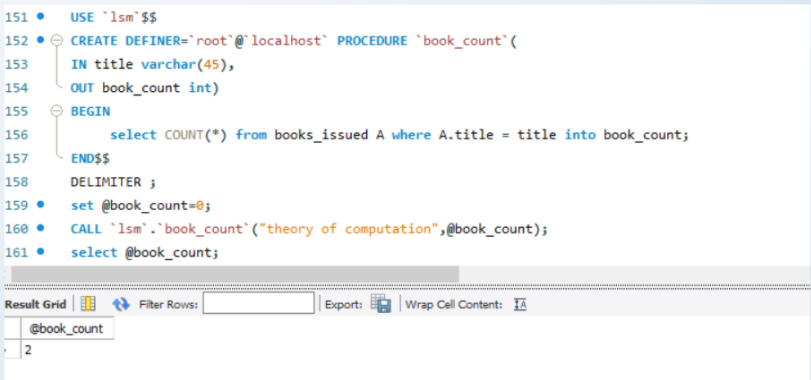 151 USE `lsm`$$
152 CREATE DEFINER=`root`@`localhost` PROCEDURE `book_count`(
153 IN title varchar(45),
154 OUT book_count int)
155 BEGIN
156 select COUNT(*) from books_issued A where A.title = title into book_count;
157 END$$
158 DELIMITER ;
159 set @book_count=0;
160 CALL `lsm`.`book_count`("theory of computation",@book_count);
161 select @book_count;
Result Grid Filter Rows: Export: Wrap Cell Content: IA
@book_count
2